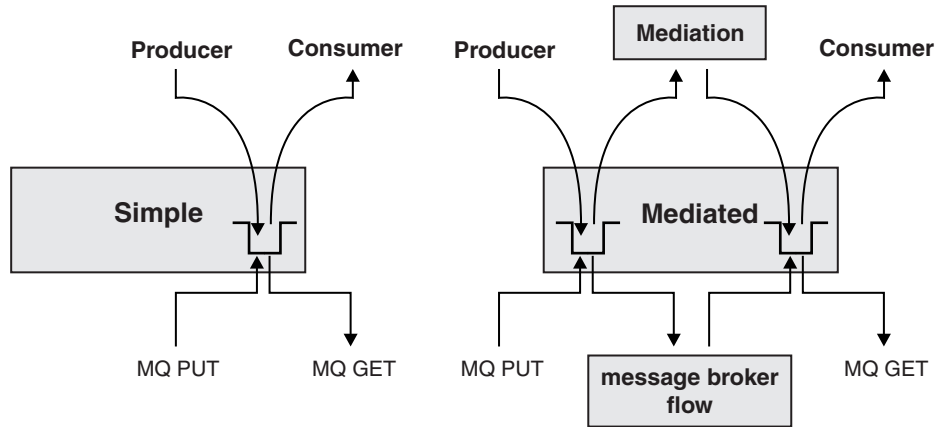 Producer
Consumer
Simple
MQ PUT
MQ GET
Producer
Mediation
Consumer
Mediated
MQ PUT
message broker
flow
MQ GET